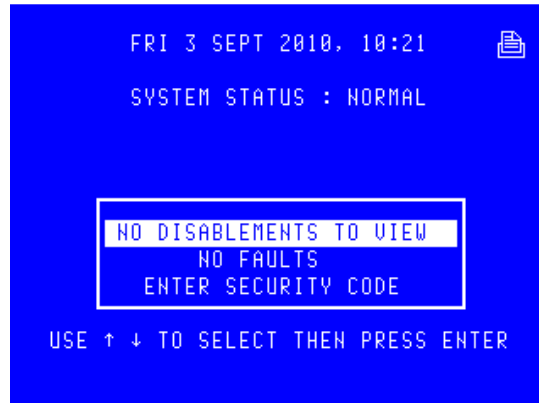 FRI 3 SEPT 2010, 10:21
SYSTEM STATUS : NORMAL
NO DISABLEMENTS TO VIEW
NO FAULTS
ENTER SECURITY CODE
USE ↑ ↓ TO SELECT THEN PRESS ENTER